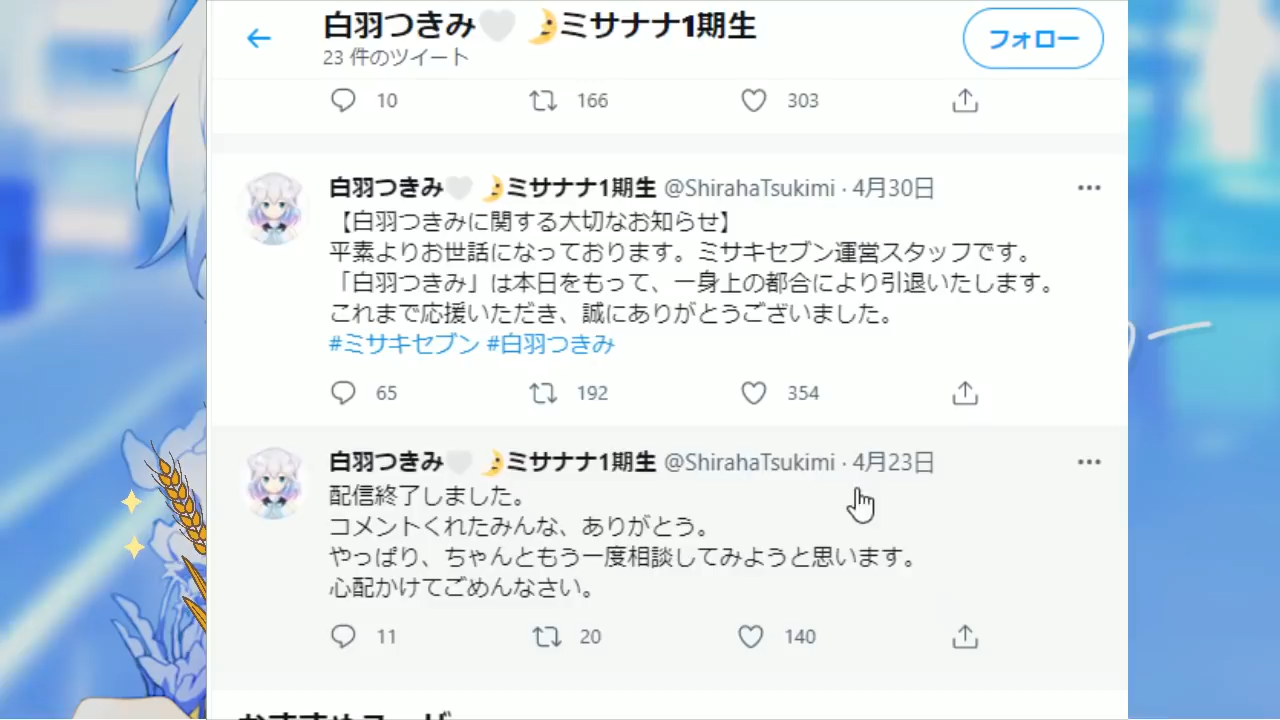 白羽つきみ🤍 🌛ミサナナ1期生
23 件のツイート
フォロー
10 166 303
白羽つきみ🤍 🌛ミサナナ1期生 @ShirahaTsukimi · 4月30日
【白羽つきみに関する大切なお知らせ】
平素よりお世話になっております。ミサキセブン運営スタッフです。
「白羽つきみ」は本日をもって、一身上の都合により引退いたします。
これまで応援いただき、誠にありがとうございました。
#ミサキセブン #白羽つきみ
65 192 354
白羽つきみ🤍 🌛ミサナナ1期生 @ShirahaTsukimi · 4月23日
配信終了しました。
コメントくれたみんな、ありがとう。
やっぱり、ちゃんともう一度相談してみようと思います。
心配かけてごめんなさい。
11 20 140